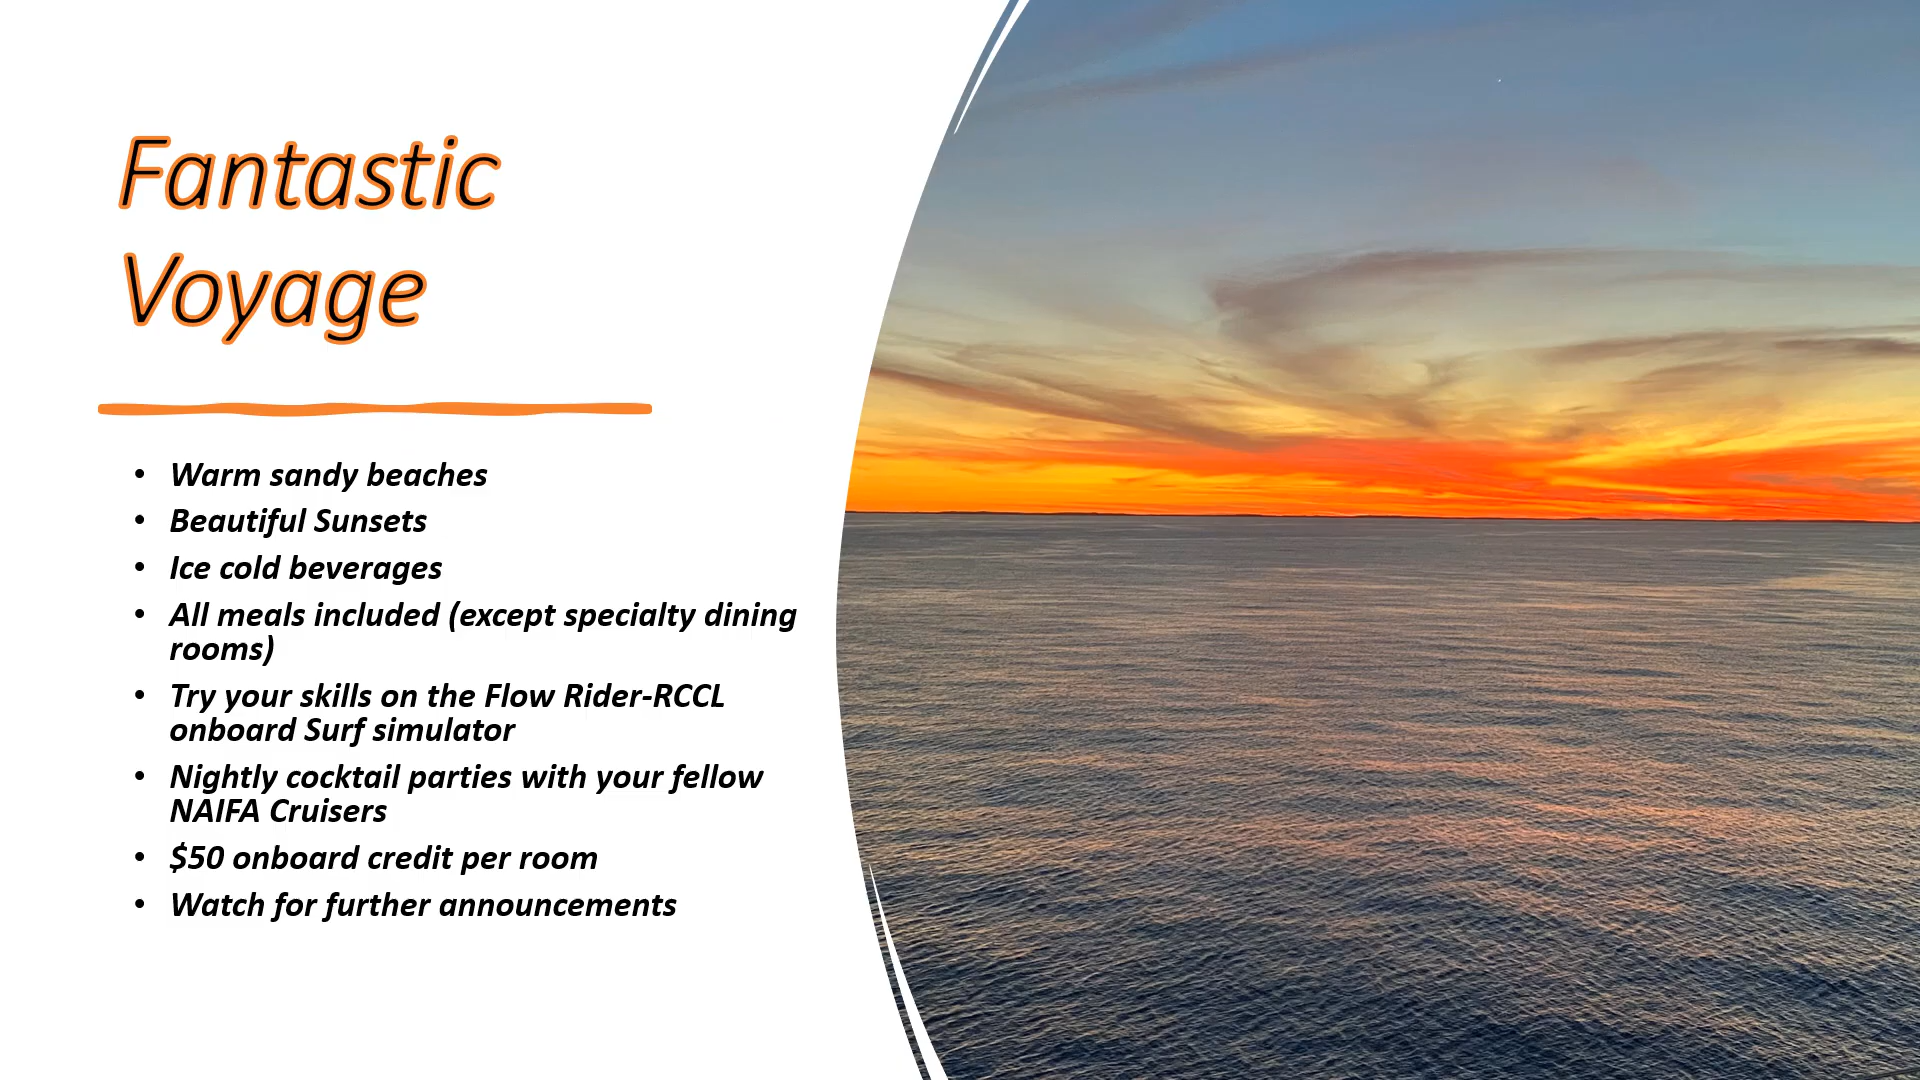 Fantastic
Voyage
• Warm sandy beaches
• Beautiful Sunsets
• Ice cold beverages
• All meals included (except specialty dining
rooms)
• Try your skills on the Flow Rider-RCCL
onboard Surf simulator
• Nightly cocktail parties with your fellow
NAIFA Cruisers
• $50 onboard credit per room
• Watch for further announcements